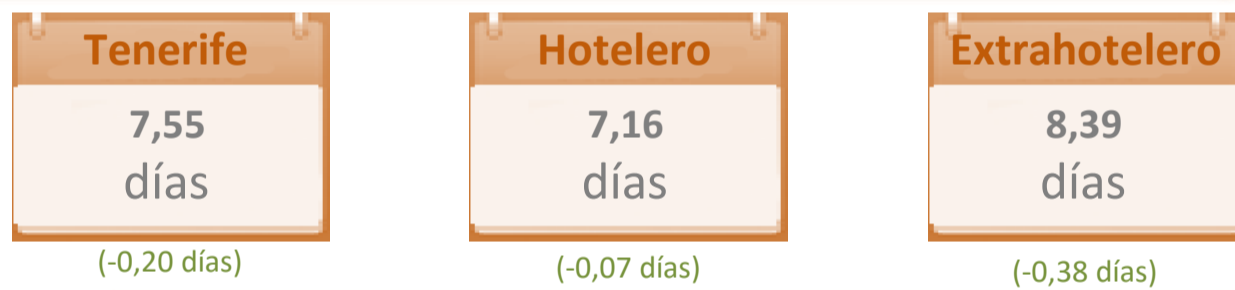 Tenerife
7,55
días
(-0,20 días)
Hotelero
7,16
días
(-0,07 días)
Extrahotelero
8,39
días
(-0,38 días)